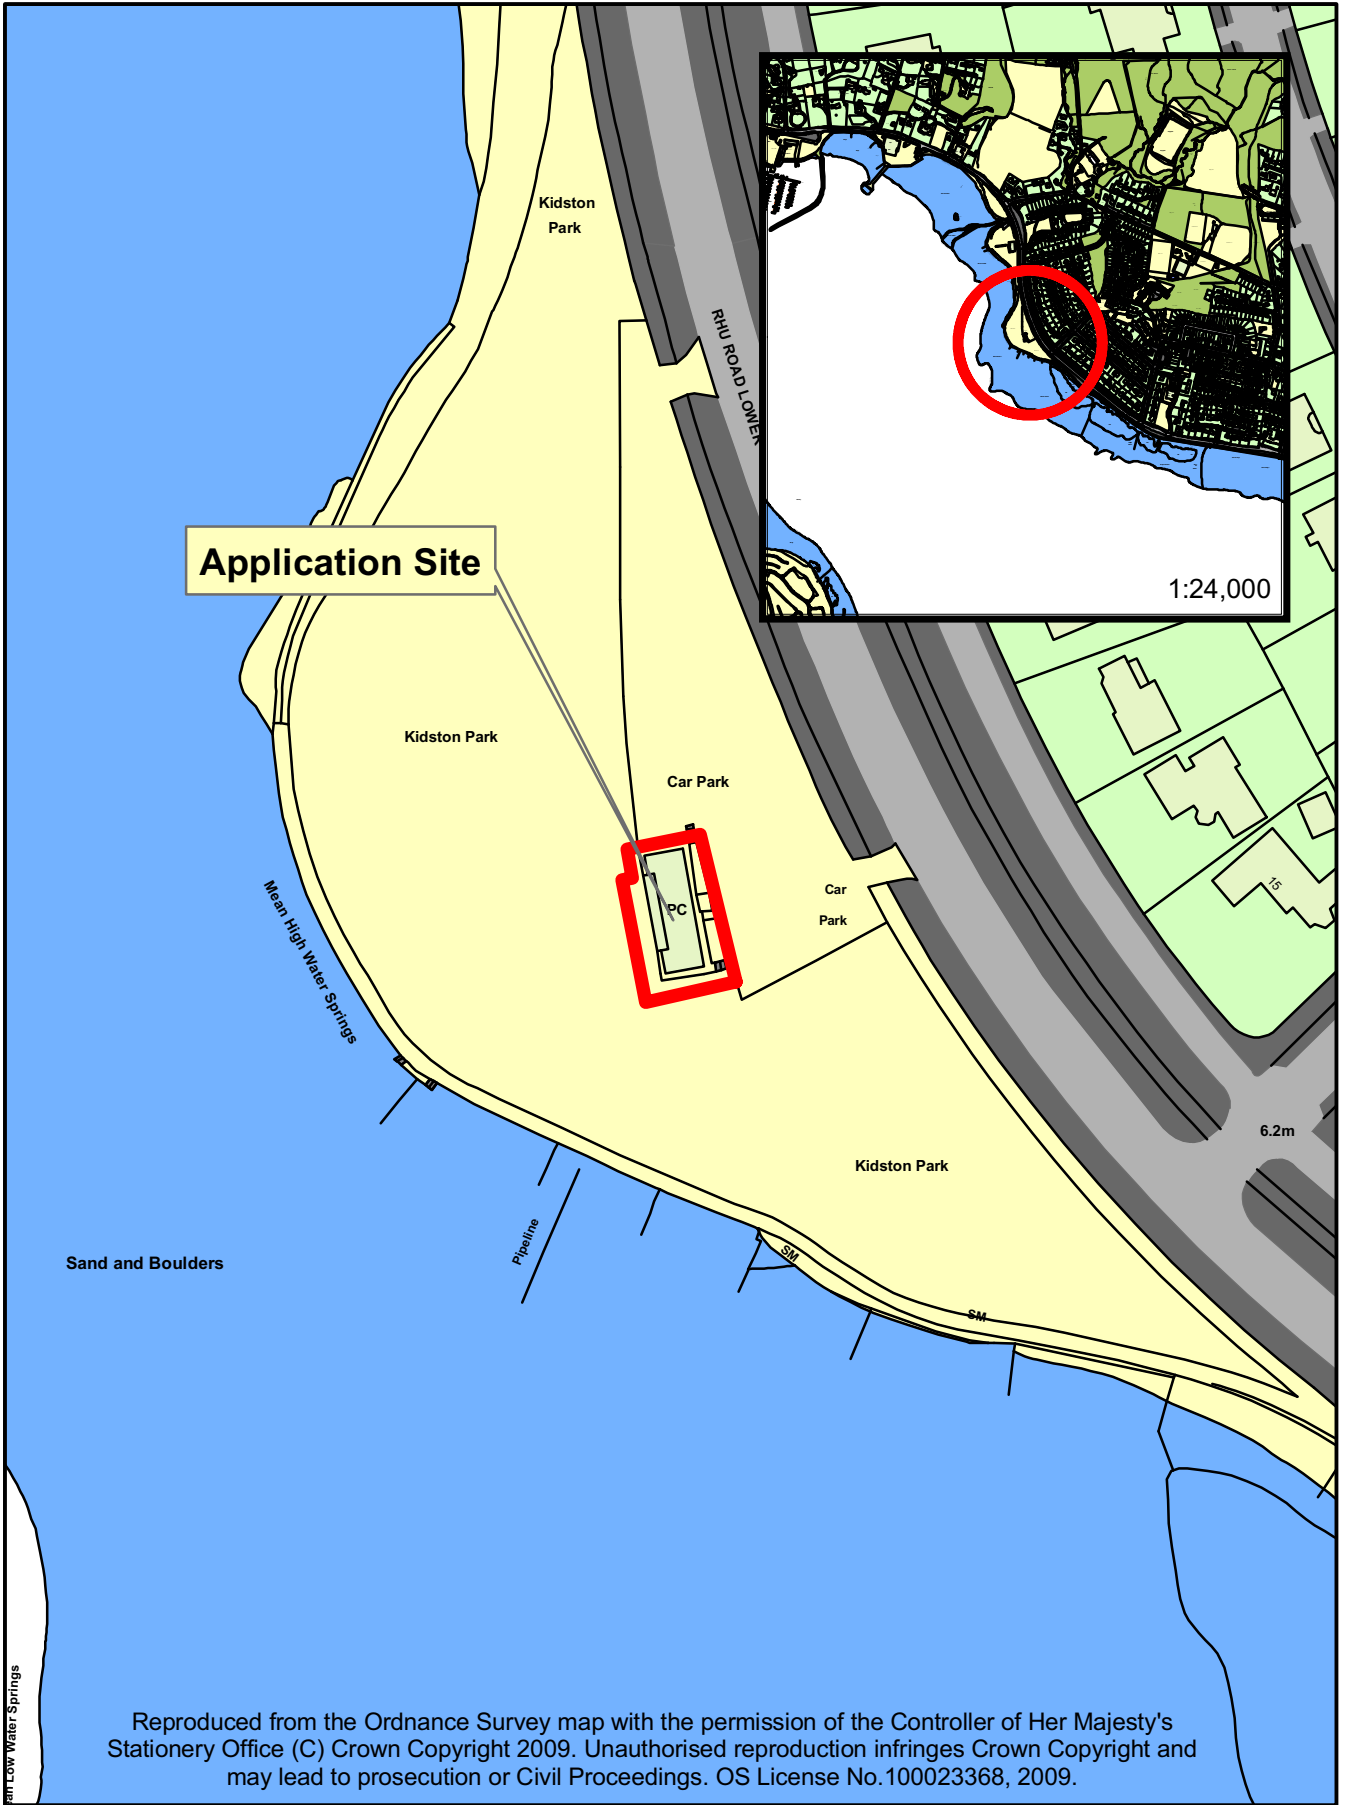 Kidston
Park
RHU ROAD LOWER
1:24,000
Application Site
Kidston Park
Car Park
Car
Park
PC
15
Mean High Water Springs
6.2m
Kidston Park
Pipeline
SM
SM
Sand and Boulders
Low Water Springs
Reproduced from the Ordnance Survey map with the permission of the Controller of Her Majesty's
Stationery Office (C) Crown Copyright 2009. Unauthorised reproduction infringes Crown Copyright and
may lead to prosecution or Civil Proceedings. OS License No.100023368, 2009.